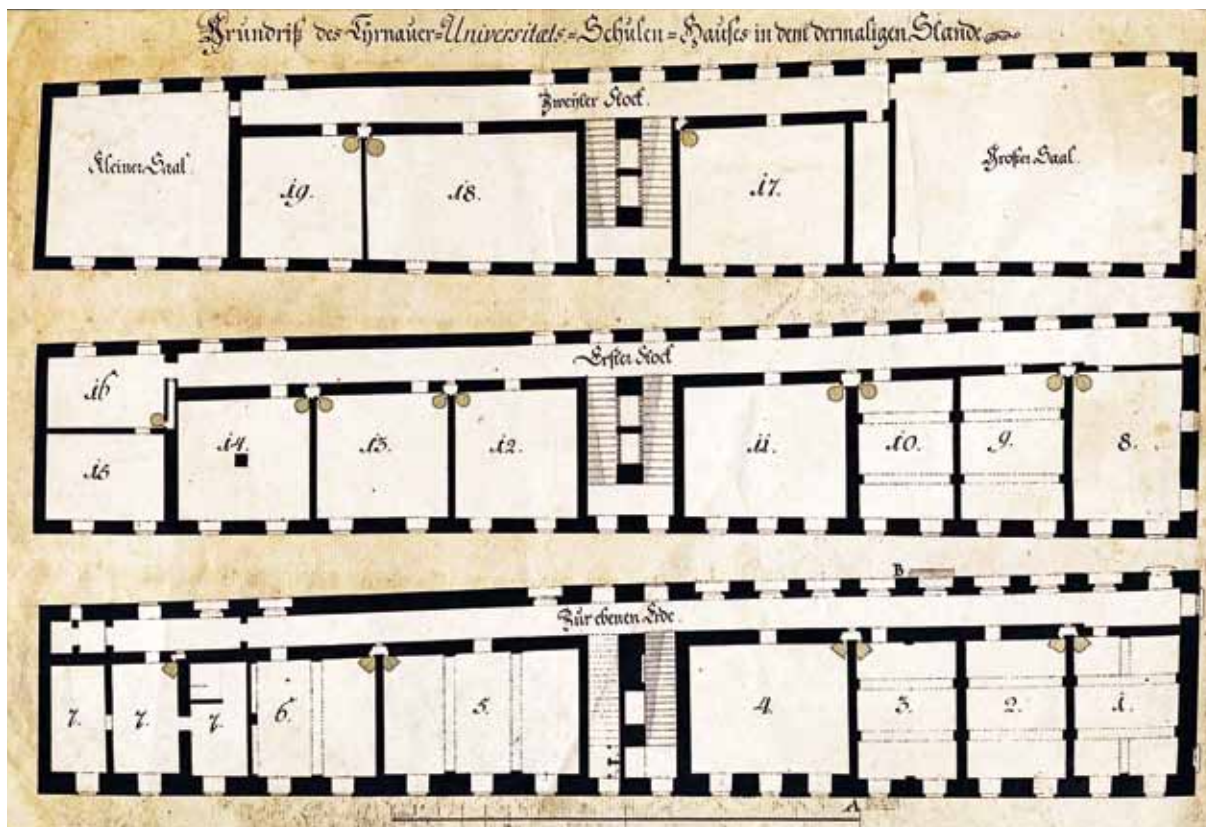 Grundriß des Tyrnauer=Universitæts=Schulen=Hauses in dem dermaligen Stande
Zweyter Stock.
Kleiner Saal.
19.
18.
17.
Großer Saal.
Erster Stock
16
15
14.
13.
12.
11.
10.
9.
8.
B
Zur ebenen Erde.
7.
7.
7.
6.
5.
4.
3.
2.
1.
A